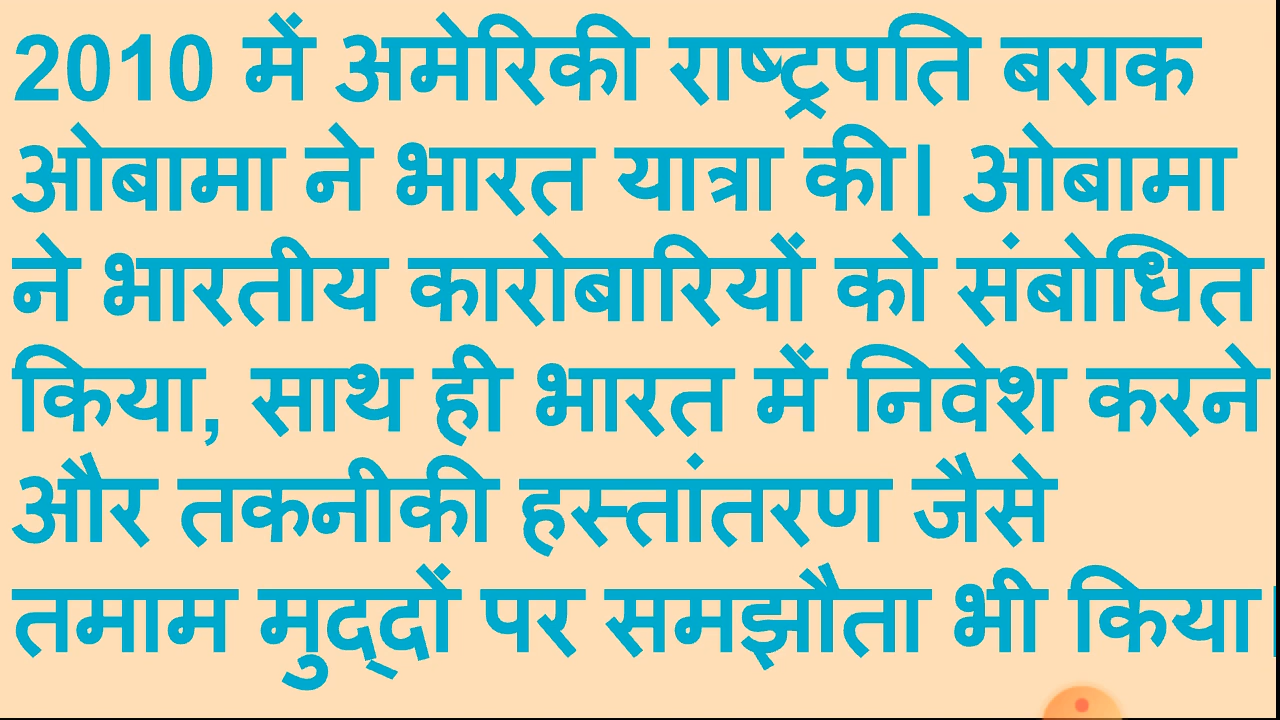 2010 में अमेरिकी राष्ट्रपति बराक
ओबामा ने भारत यात्रा की। ओबामा
ने भारतीय कारोबारियों को संबोधित
किया, साथ ही भारत में निवेश करने
और तकनीकी हस्तांतरण जैसे
तमाम मुद्दों पर समझौता भी किया।